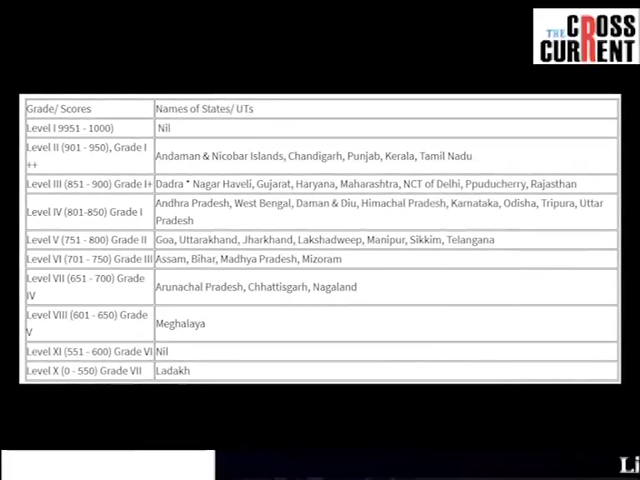 THE CROSS
CURRENT
Grade/ Scores Names of States/ UTs
Level I 9951 - 1000) Nil
Level II (901 - 950), Grade I
++
Andaman & Nicobar Islands, Chandigarh, Punjab, Kerala, Tamil Nadu
Level III (851 - 900) Grade I+ Dadra * Nagar Haveli, Gujarat, Haryana, Maharashtra, NCT of Delhi, Ppuducherry, Rajasthan
Level IV (801-850) Grade I
Andhra Pradesh, West Bengal, Daman & Diu, Himachal Pradesh, Karnataka, Odisha, Tripura, Uttar
Pradesh
Level V (751 - 800) Grade II Goa, Uttarakhand, Jharkhand, Lakshadweep, Manipur, Sikkim, Telangana
Level VI (701 - 750) Grade III Assam, Bihar, Madhya Pradesh, Mizoram
Level VII (651 - 700) Grade
IV
Arunachal Pradesh, Chhattisgarh, Nagaland
Level VIII (601 - 650) Grade
V
Meghalaya
Level XI (551 - 600) Grade VI Nil
Level X (0 - 550) Grade VII Ladakh
Li